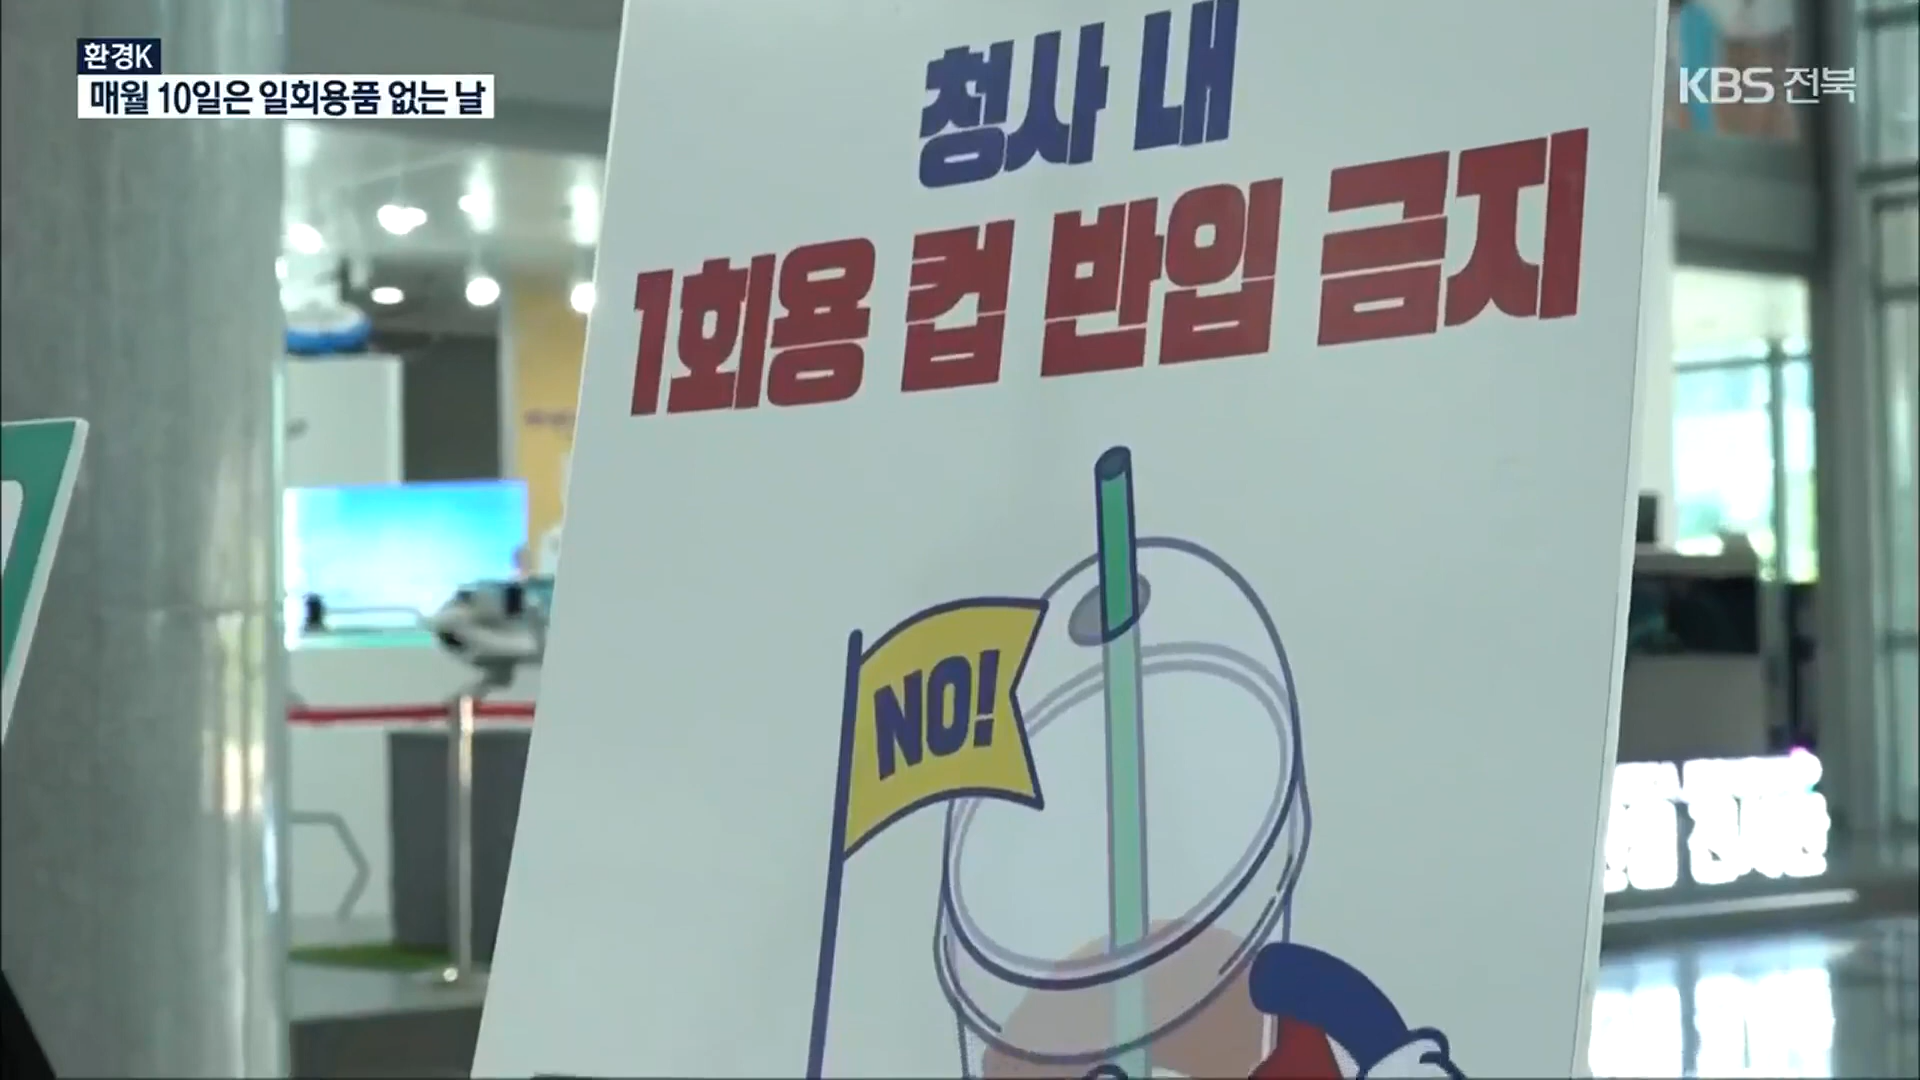 환경K
매월 10일은 일회용품 없는 날
KBS 전북
청사 내
1회용 컵 반입 금지
NO!